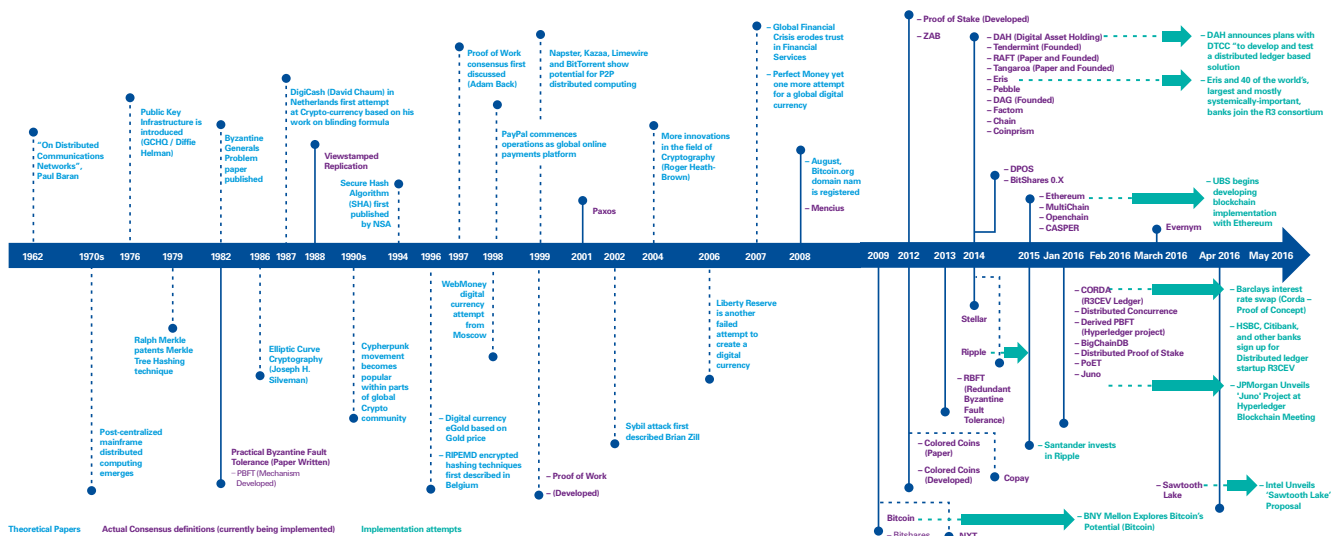 – Proof of Stake (Developed)
– ZAB
– Global Financial
Crisis erodes trust
in Financial
Services
– Perfect Money yet
one more attempt
for a global digital
currency
– DAH (Digital Asset Holding)
– Tendermint (Founded)
– RAFT (Paper and Founded)
– Tangaroa (Paper and Founded)
– Eris
– Pebble
– DAG (Founded)
– Factom
– Chain
– Coinprism
– DAH announces plans with
DTCC "to develop and test
a distributed ledger based
solution
– Eris and 40 of the world's,
largest and mostly
systemically-important,
banks join the R3 consortium
Proof of Work
consensus first
discussed
(Adam Back)
Napster, Kazaa, Limewire
and BitTorrent show
potential for P2P
distributed computing
DigiCash (David Chaum) in
Netherlands first attempt
at Crypto-currency based on his
work on blinding formula
Public Key
Infrastructure is
introduced
(GCHQ / Diffie
Helman)
"On Distributed
Communications
Networks",
Paul Baran
Byzantine
Generals
Problem
paper
published
Viewstamped
Replication
Secure Hash
Algorithm
(SHA) first
published
by NSA
PayPal commences
operations as global online
payments platform
Paxos
More innovations
in the field of
Cryptography
(Roger Heath-
Brown)
– August,
Bitcoin.org
domain nam
is registered
– Mencius
– DPOS
– BitShares 0.X
– Ethereum
– MultiChain
– Openchain
– CASPER
Evernym
– UBS begins
developing
blockchain
implementation
with Ethereum
1962
1970s
1976
1979
1982
1986
1987
1988
1990s
1994
1996
1997
1998
1999
2001
2002
2004
2006
2007
2008
2009
2012
2013
2014
2015
Jan 2016
Feb 2016
March 2016
Apr 2016
May 2016
Post-centralized
mainframe
distributed
computing
emerges
Ralph Merkle
patents Merkle
Tree Hashing
technique
Practical Byzantine Fault
Tolerance (Paper Written)
– PBFT (Mechanism
Developed)
Elliptic Curve
Cryptography
(Joseph H.
Silveman)
Cypherpunk
movement
becomes
popular
within parts
of global
Crypto
community
WebMoney
digital
currency
attempt
from
Moscow
– Digital currency
eGold based on
Gold price
– RIPEMD encrypted
hashing techniques
first described in
Belgium
– Proof of Work
– (Developed)
Sybil attack first
described Brian Zill
Liberty Reserve
is another
failed
attempt to
create a
digital
currency
Stellar
Ripple
– RBFT
(Redundant
Byzantine
Fault
Tolerance)
– Colored Coins
(Paper)
– Colored Coins
(Developed)
Copay
– Santander invests
in Ripple
– CORDA
(R3CEV Ledger)
– Distributed Concurrence
– Derived PBFT
(Hyperledger project)
– BigChainDB
– Distributed Proof of Stake
– PoET
– Juno
– Barclays interest
rate swap (Corda –
Proof of Concept)
– HSBC, Citibank,
and other banks
sign up for
Distributed ledger
startup R3CEV
– JPMorgan Unveils
'Juno' Project at
Hyperledger
Blockchain Meeting
– Sawtooth
Lake
– Intel Unveils
'Sawtooth Lake'
Proposal
Bitcoin
– Bitshares
NXT
– BNY Mellon Explores Bitcoin's
Potential (Bitcoin)
Theoretical Papers
Actual Consensus definitions (currently being implemented)
Implementation attempts